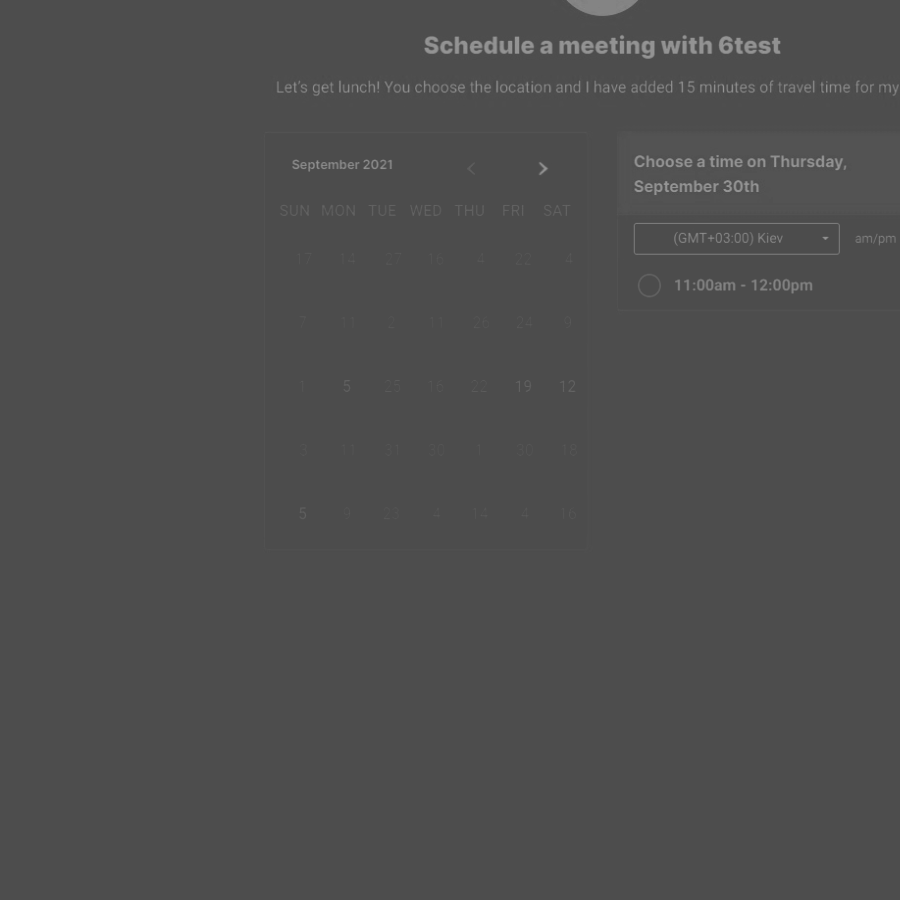 Schedule a meeting with 6test
Let's get lunch! You choose the location and I have added 15 minutes of travel time for my
September 2021
SUN MON TUE WED THU FRI SAT
17 14 27 16 4 22 4
7 11 2 11 26 24 9
1 5 25 16 22 19 12
3 11 31 30 1 30 18
5 9 23 4 14 4 16
Choose a time on Thursday,
September 30th
(GMT+03:00) Kiev am/pm
11:00am - 12:00pm